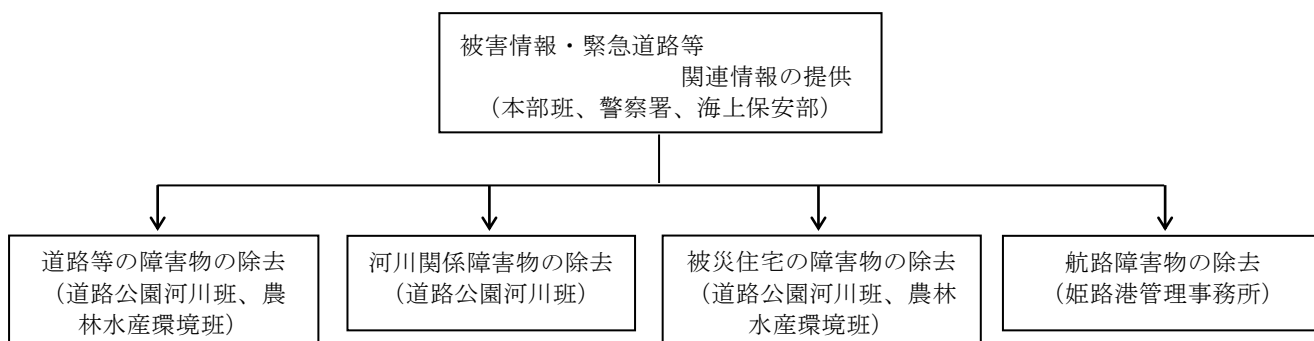 被害情報・緊急道路等
関連情報の提供
（本部班、警察署、海上保安部）
道路等の障害物の除去
（道路公園河川班、農
林水産環境班）
河川関係障害物の除去
（道路公園河川班）
被災住宅の障害物の除去
（道路公園河川班、農林
水産環境班）
航路障害物の除去
（姫路港管理事務所）